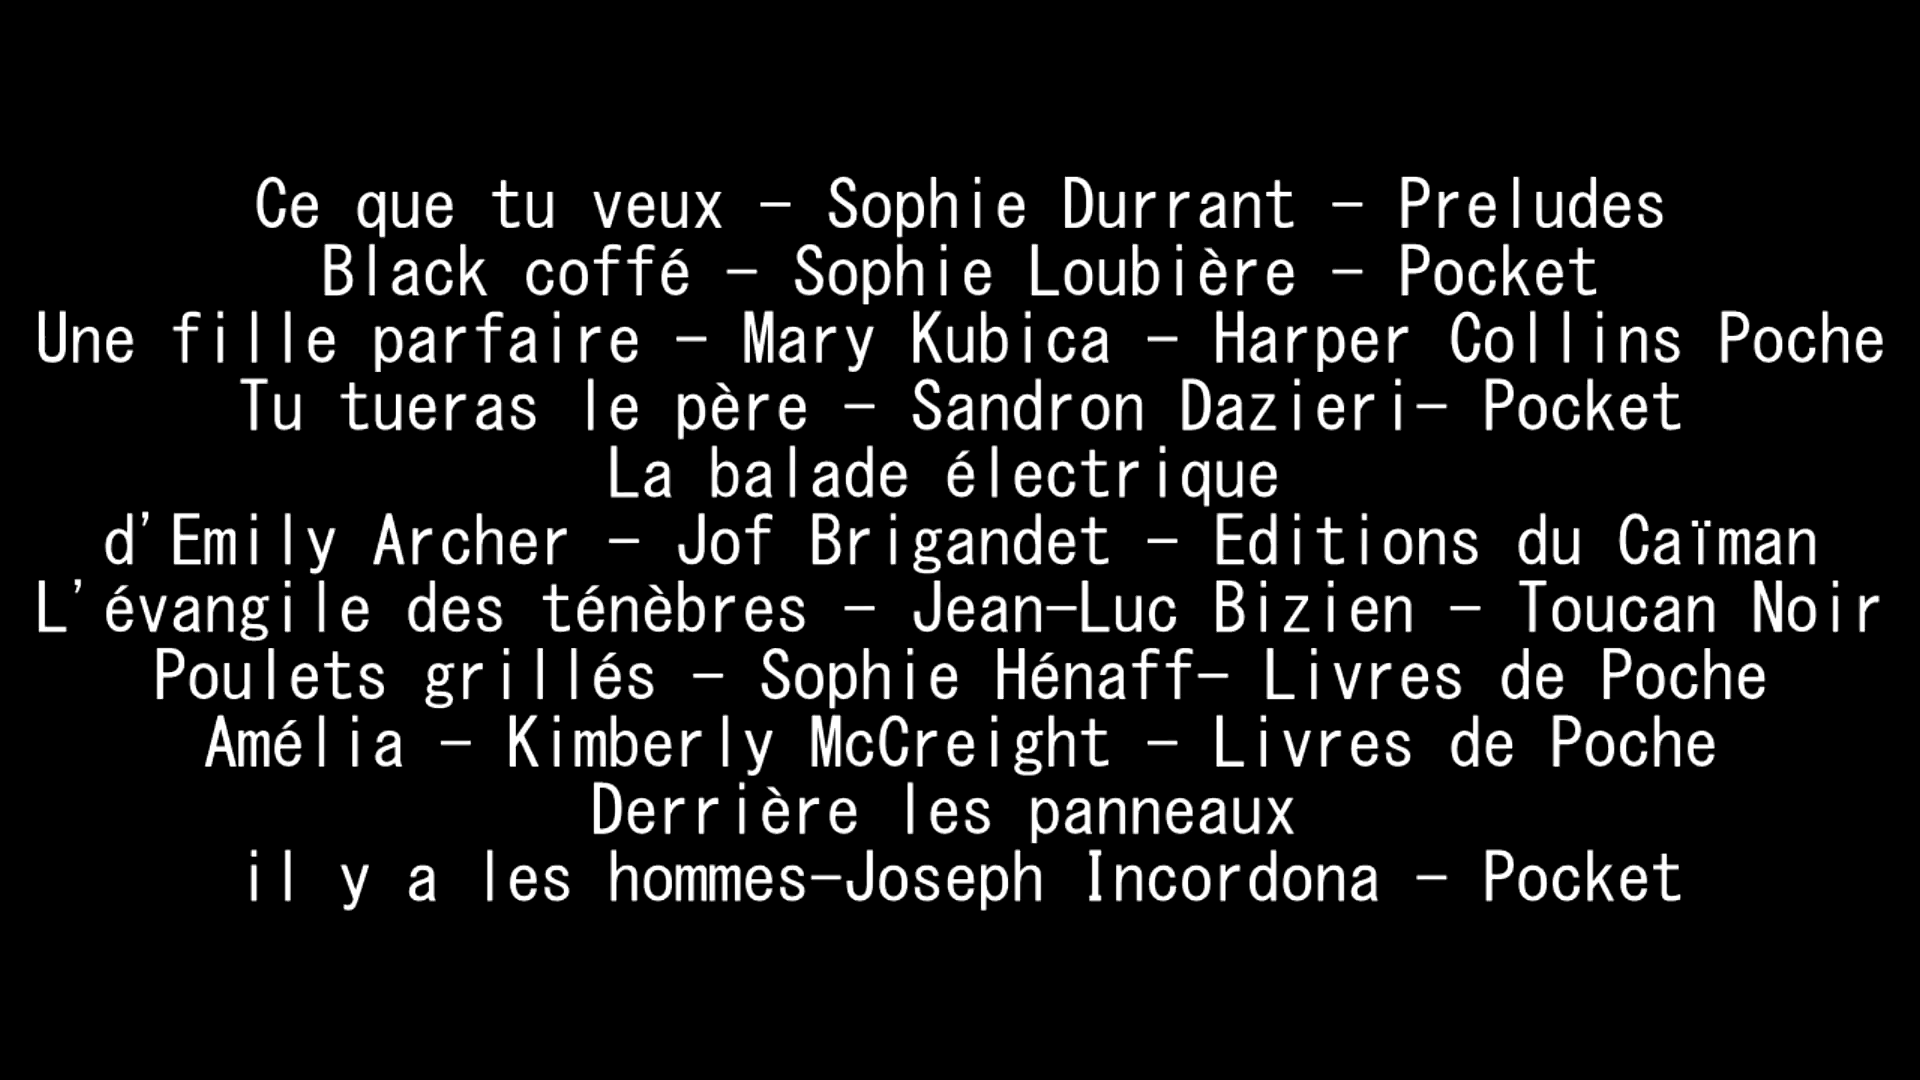 Ce que tu veux - Sophie Durrant - Preludes
Black coffé - Sophie Loubière - Pocket
Une fille parfaire - Mary Kubica - Harper Collins Poche
Tu tueras le père - Sandron Dazieri- Pocket
La balade électrique
d'Emily Archer - Jof Brigandet - Editions du Caïman
L'évangile des ténèbres - Jean-Luc Bizien - Toucan Noir
Poulets grillés - Sophie Hénaff- Livres de Poche
Amélia - Kimberly McCreight - Livres de Poche
Derrière les panneaux
il y a les hommes-Joseph Incordona - Pocket